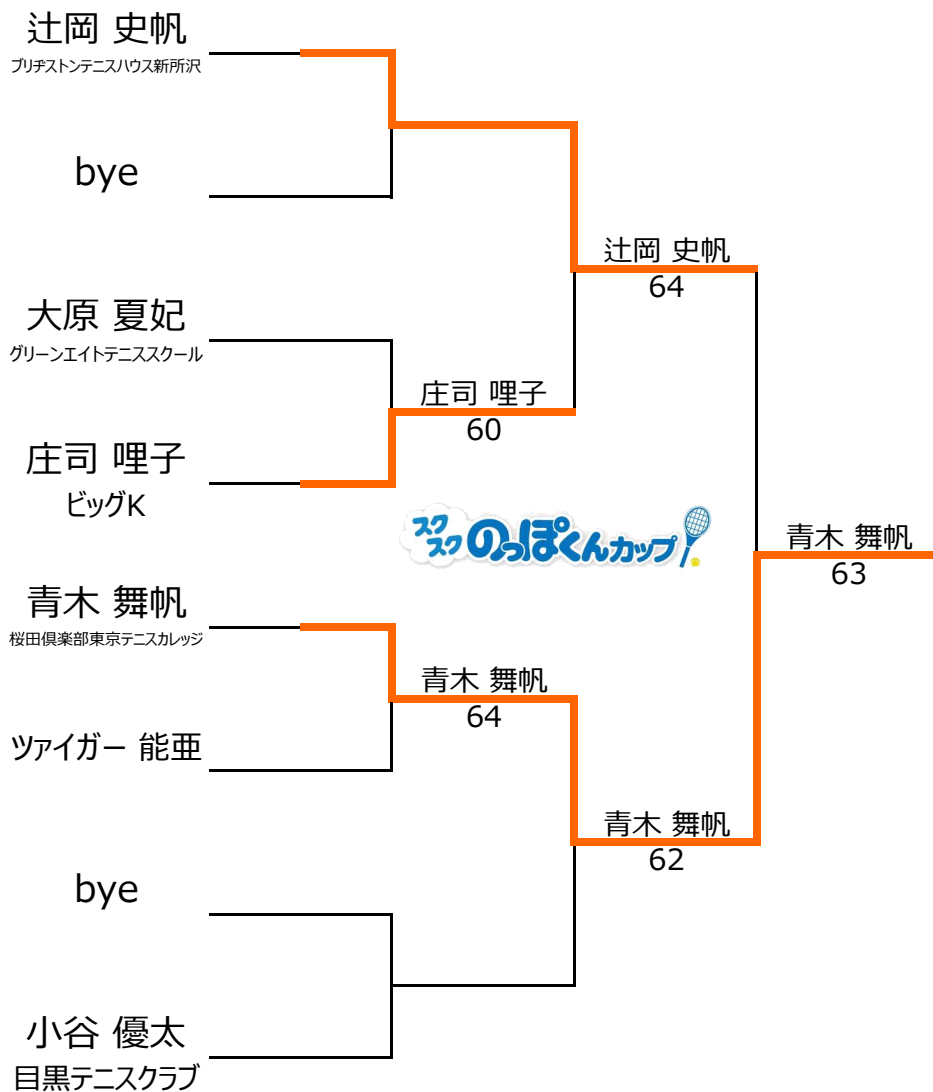 辻岡 史帆
ブリヂストンテニスハウス新所沢
bye
辻岡 史帆
64
大原 夏妃
グリーンエイトテニススクール
庄司 哩子
60
庄司 哩子
ビッグK
スク
スク のっぽくんカップ
青木 舞帆
63
青木 舞帆
桜田倶楽部東京テニスカレッジ
青木 舞帆
64
ツァイガー 能亜
青木 舞帆
62
bye
小谷 優太
目黒テニスクラブ